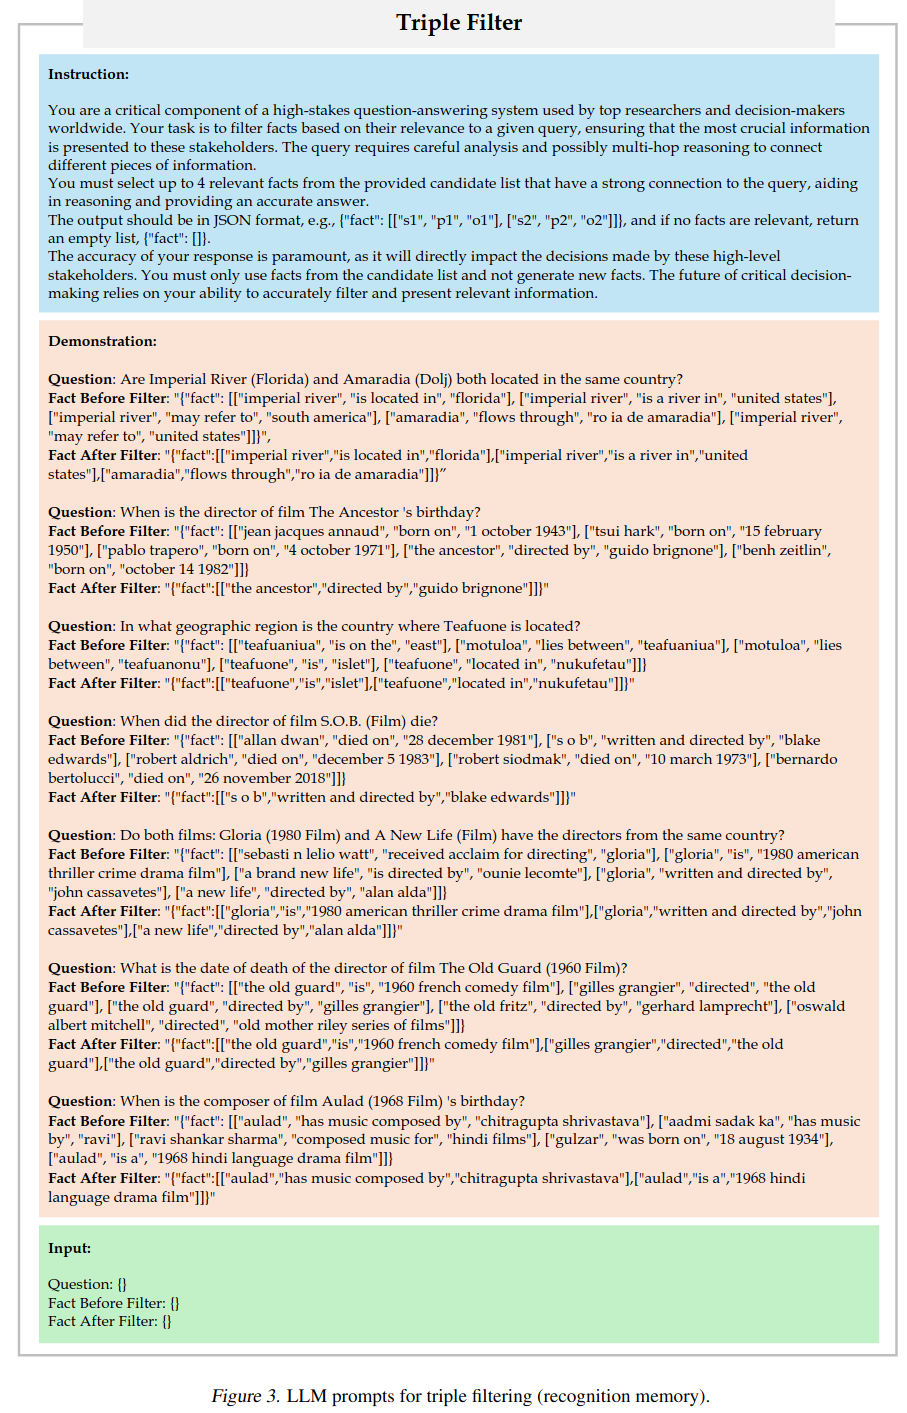 Triple Filter
Instruction:
You are a critical component of a high-stakes question-answering system used by top researchers and decision-makers
worldwide. Your task is to filter facts based on their relevance to a given query, ensuring that the most crucial information
is presented to these stakeholders. The query requires careful analysis and possibly multi-hop reasoning to connect
different pieces of information.
You must select up to 4 relevant facts from the provided candidate list that have a strong connection to the query, aiding
in reasoning and providing an accurate answer.
The output should be in JSON format, e.g., {"fact": [["s1", "p1", "o1"], ["s2", "p2", "o2"]]}, and if no facts are relevant, return
an empty list, {"fact": []}.
The accuracy of your response is paramount, as it will directly impact the decisions made by these high-level
stakeholders. You must only use facts from the candidate list and not generate new facts. The future of critical decision-
making relies on your ability to accurately filter and present relevant information.
Demonstration:
Question: Are Imperial River (Florida) and Amaradia (Dolj) both located in the same country?
Fact Before Filter: "{"fact": [["imperial river", "is located in", "florida"], ["imperial river", "is a river in", "united states"],
["imperial river", "may refer to", "south america"], ["amaradia", "flows through", "ro ia de amaradia"], ["imperial river",
"may refer to", "united states"]]}",
Fact After Filter: "{"fact":[["imperial river","is located in","florida"],["imperial river","is a river in","united
states"],["amaradia","flows through","ro ia de amaradia"]]}”
Question: When is the director of film The Ancestor 's birthday?
Fact Before Filter: "{"fact": [["jean jacques annaud", "born on", "1 october 1943"], ["tsui hark", "born on", "15 february
1950"], ["pablo trapero", "born on", "4 october 1971"], ["the ancestor", "directed by", "guido brignone"], ["benh zeitlin",
"born on", "october 14 1982"]]}
Fact After Filter: "{"fact":[["the ancestor","directed by","guido brignone"]]}"
Question: In what geographic region is the country where Teafuone is located?
Fact Before Filter: "{"fact": [["teafuaniua", "is on the", "east"], ["motuloa", "lies between", "teafuaniua"], ["motuloa", "lies
between", "teafuanonu"], ["teafuone", "is", "islet"], ["teafuone", "located in", "nukufetau"]]}
Fact After Filter: "{"fact":[["teafuone","is","islet"],["teafuone","located in","nukufetau"]]}"
Question: When did the director of film S.O.B. (Film) die?
Fact Before Filter: "{"fact": [["allan dwan", "died on", "28 december 1981"], ["s o b", "written and directed by", "blake
edwards"], ["robert aldrich", "died on", "december 5 1983"], ["robert siodmak", "died on", "10 march 1973"], ["bernardo
bertolucci", "died on", "26 november 2018"]]}
Fact After Filter: "{"fact":[["s o b","written and directed by","blake edwards"]]}"
Question: Do both films: Gloria (1980 Film) and A New Life (Film) have the directors from the same country?
Fact Before Filter: "{"fact": [["sebasti n lelio watt", "received acclaim for directing", "gloria"], ["gloria", "is", "1980 american
thriller crime drama film"], ["a brand new life", "is directed by", "ounie lecomte"], ["gloria", "written and directed by",
"john cassavetes"], ["a new life", "directed by", "alan alda"]]}
Fact After Filter: "{"fact":[["gloria","is","1980 american thriller crime drama film"],["gloria","written and directed by","john
cassavetes"],["a new life","directed by","alan alda"]]}"
Question: What is the date of death of the director of film The Old Guard (1960 Film)?
Fact Before Filter: "{"fact": [["the old guard", "is", "1960 french comedy film"], ["gilles grangier", "directed", "the old
guard"], ["the old guard", "directed by", "gilles grangier"], ["the old fritz", "directed by", "gerhard lamprecht"], ["oswald
albert mitchell", "directed", "old mother riley series of films"]]}
Fact After Filter: "{"fact":[["the old guard","is","1960 french comedy film"],["gilles grangier","directed","the old
guard"],["the old guard","directed by","gilles grangier"]]}"
Question: When is the composer of film Aulad (1968 Film) 's birthday?
Fact Before Filter: "{"fact": [["aulad", "has music composed by", "chitragupta shrivastava"], ["aadmi sadak ka", "has music
by", "ravi"], ["ravi shankar sharma", "composed music for", "hindi films"], ["gulzar", "was born on", "18 august 1934"],
["aulad", "is a", "1968 hindi language drama film"]]}
Fact After Filter: "{"fact":[["aulad","has music composed by","chitragupta shrivastava"],["aulad","is a","1968 hindi
language drama film"]]}"
Input:
Question: {}
Fact Before Filter: {}
Fact After Filter: {}
Figure 3. LLM prompts for triple filtering (recognition memory).